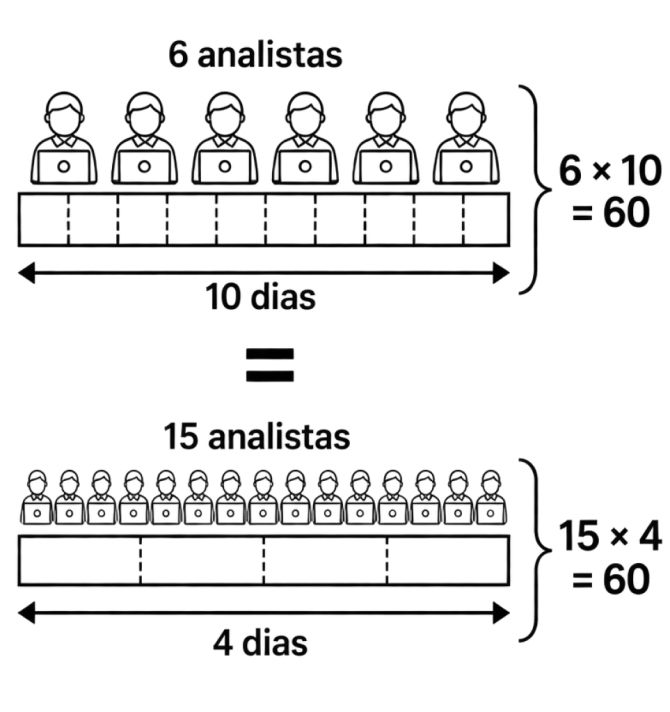 6 analistas
6 × 10
= 60
10 dias
=
15 analistas
15 × 4
= 60
4 dias